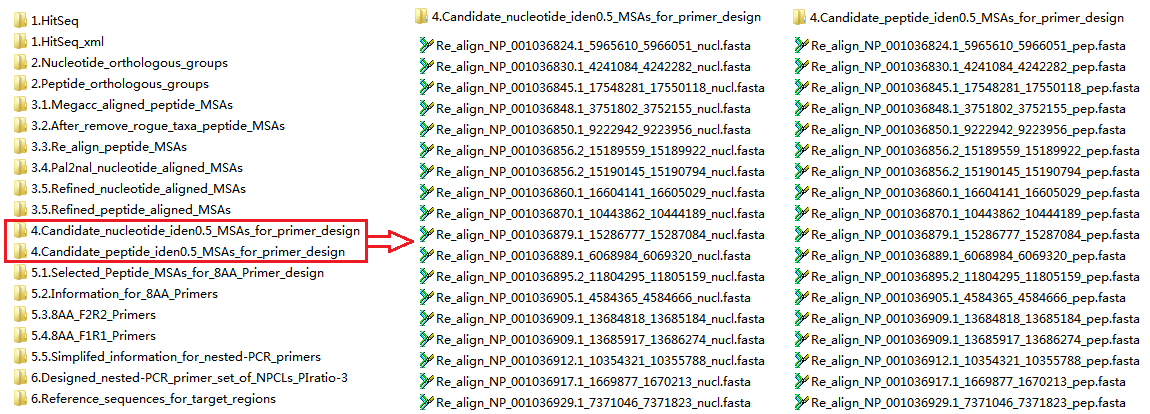 1.HitSeq
1.HitSeq_xml
2.Nucleotide_orthologous_groups
2.Peptide_orthologous_groups
3.1.Megacc_aligned_peptide_MSAs
3.2.After_remove_rogue_taxa_peptide_MSAs
3.3.Re_align_peptide_MSAs
3.4.Pal2nal_nucleotide_aligned_MSAs
3.5.Refined_nucleotide_aligned_MSAs
3.5.Refined_peptide_aligned_MSAs
4.Candidate_nucleotide_iden0.5_MSAs_for_primer_design
4.Candidate_peptide_iden0.5_MSAs_for_primer_design
5.1.Selected_Peptide_MSAs_for_8AA_Primer_design
5.2.Information_for_8AA_Primers
5.3.8AA_F2R2_Primers
5.4.8AA_F1R1_Primers
5.5.Simplifed_information_for_nested-PCR_primers
6.Designed_nested-PCR_primer_set_of_NPCLs_PIratio-3
6.Reference_sequences_for_target_regions
4.Candidate_nucleotide_iden0.5_MSAs_for_primer_design
Re_align_NP_001036824.1_5965610_5966051_nucl.fasta
Re_align_NP_001036830.1_4241084_4242282_nucl.fasta
Re_align_NP_001036845.1_17548281_17550118_nucl.fasta
Re_align_NP_001036848.1_3751802_3752155_nucl.fasta
Re_align_NP_001036850.1_9222942_9223956_nucl.fasta
Re_align_NP_001036856.2_15189559_15189922_nucl.fasta
Re_align_NP_001036856.2_15190145_15190794_nucl.fasta
Re_align_NP_001036860.1_16604141_16605029_nucl.fasta
Re_align_NP_001036870.1_10443862_10444189_nucl.fasta
Re_align_NP_001036879.1_15286777_15287084_nucl.fasta
Re_align_NP_001036889.1_6068984_6069320_nucl.fasta
Re_align_NP_001036895.2_11804295_11805159_nucl.fasta
Re_align_NP_001036905.1_4584365_4584666_nucl.fasta
Re_align_NP_001036909.1_13684818_13685184_nucl.fasta
Re_align_NP_001036909.1_13685917_13686274_nucl.fasta
Re_align_NP_001036912.1_10354321_10355788_nucl.fasta
Re_align_NP_001036917.1_1669877_1670213_nucl.fasta
Re_align_NP_001036929.1_7371046_7371823_nucl.fasta
4.Candidate_peptide_iden0.5_MSAs_for_primer_design
Re_align_NP_001036824.1_5965610_5966051_pep.fasta
Re_align_NP_001036830.1_4241084_4242282_pep.fasta
Re_align_NP_001036845.1_17548281_17550118_pep.fasta
Re_align_NP_001036848.1_3751802_3752155_pep.fasta
Re_align_NP_001036850.1_9222942_9223956_pep.fasta
Re_align_NP_001036856.2_15189559_15189922_pep.fasta
Re_align_NP_001036856.2_15190145_15190794_pep.fasta
Re_align_NP_001036860.1_16604141_16605029_pep.fasta
Re_align_NP_001036870.1_10443862_10444189_pep.fasta
Re_align_NP_001036879.1_15286777_15287084_pep.fasta
Re_align_NP_001036889.1_6068984_6069320_pep.fasta
Re_align_NP_001036895.2_11804295_11805159_pep.fasta
Re_align_NP_001036905.1_4584365_4584666_pep.fasta
Re_align_NP_001036909.1_13684818_13685184_pep.fasta
Re_align_NP_001036909.1_13685917_13686274_pep.fasta
Re_align_NP_001036912.1_10354321_10355788_pep.fasta
Re_align_NP_001036917.1_1669877_1670213_pep.fasta
Re_align_NP_001036929.1_7371046_7371823_pep.fasta